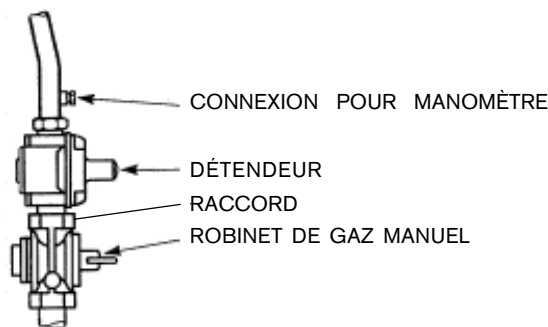 CONNEXION POUR MANOMÈTRE
DÉTENDEUR
RACCORD
ROBINET DE GAZ MANUEL